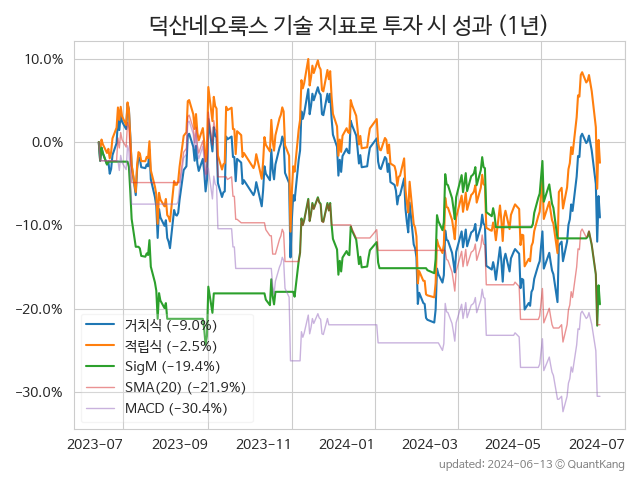 덕산네오룩스 기술 지표로 투자 시 성과 (1년)
10.0%
0.0%
−10.0%
−20.0%
−30.0%
거치식 (−9.0%)
적립식 (−2.5%)
SigM (−19.4%)
SMA(20) (−21.9%)
MACD (−30.4%)
2023-07 2023-09 2023-11 2024-01 2024-03 2024-05 2024-07
updated: 2024-06-13 © QuantKang